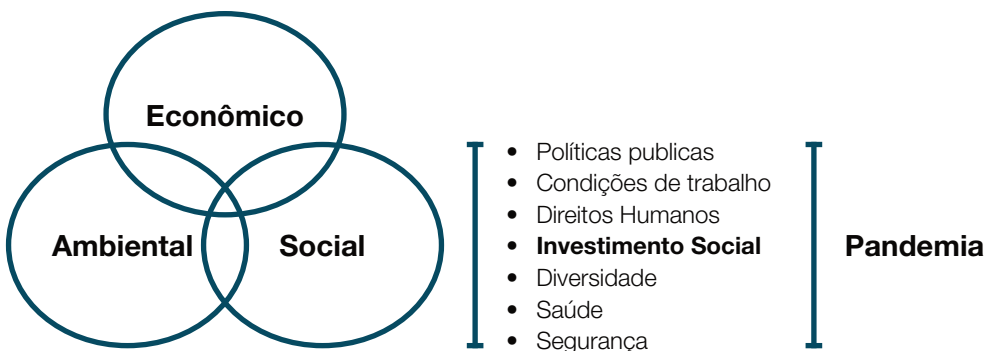 Econômico
Ambiental
Social
• Políticas publicas
• Condições de trabalho
• Direitos Humanos
• Investimento Social
• Diversidade
• Saúde
• Segurança
Pandemia